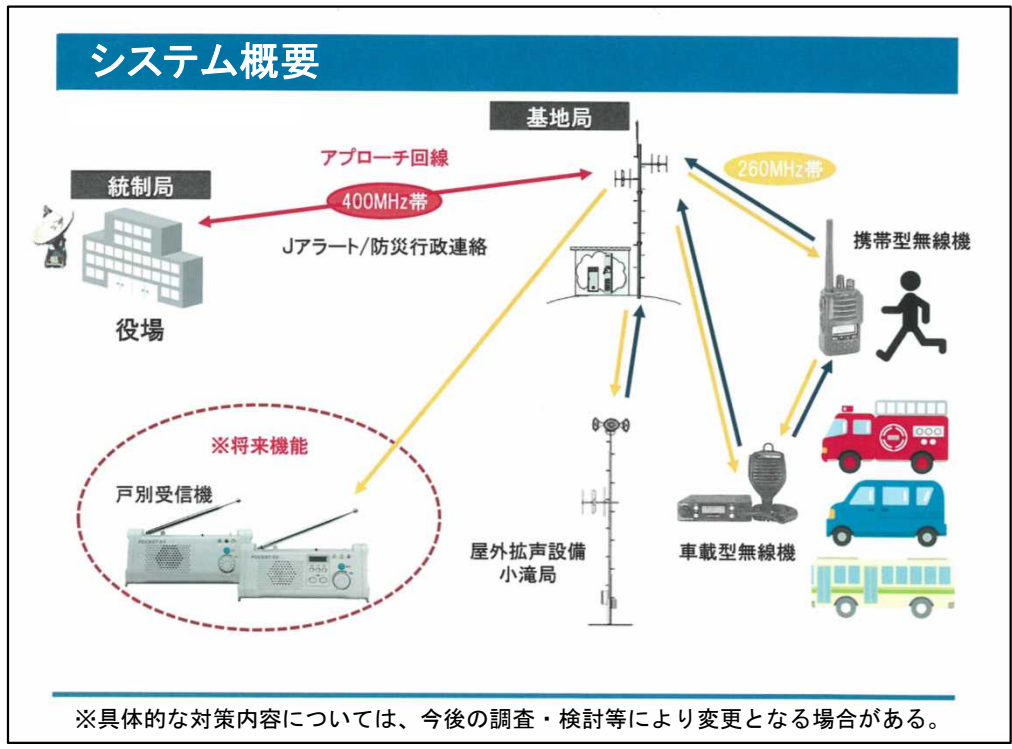 システム概要
基地局
アプローチ回線
260MHz帯
統制局
400MHz帯
Jアラート/防災行政連絡
携帯型無線機
役場
※将来機能
戸別受信機
屋外拡声設備
小滝局
車載型無線機
※具体的な対策内容については、今後の調査・検討等により変更となる場合がある。